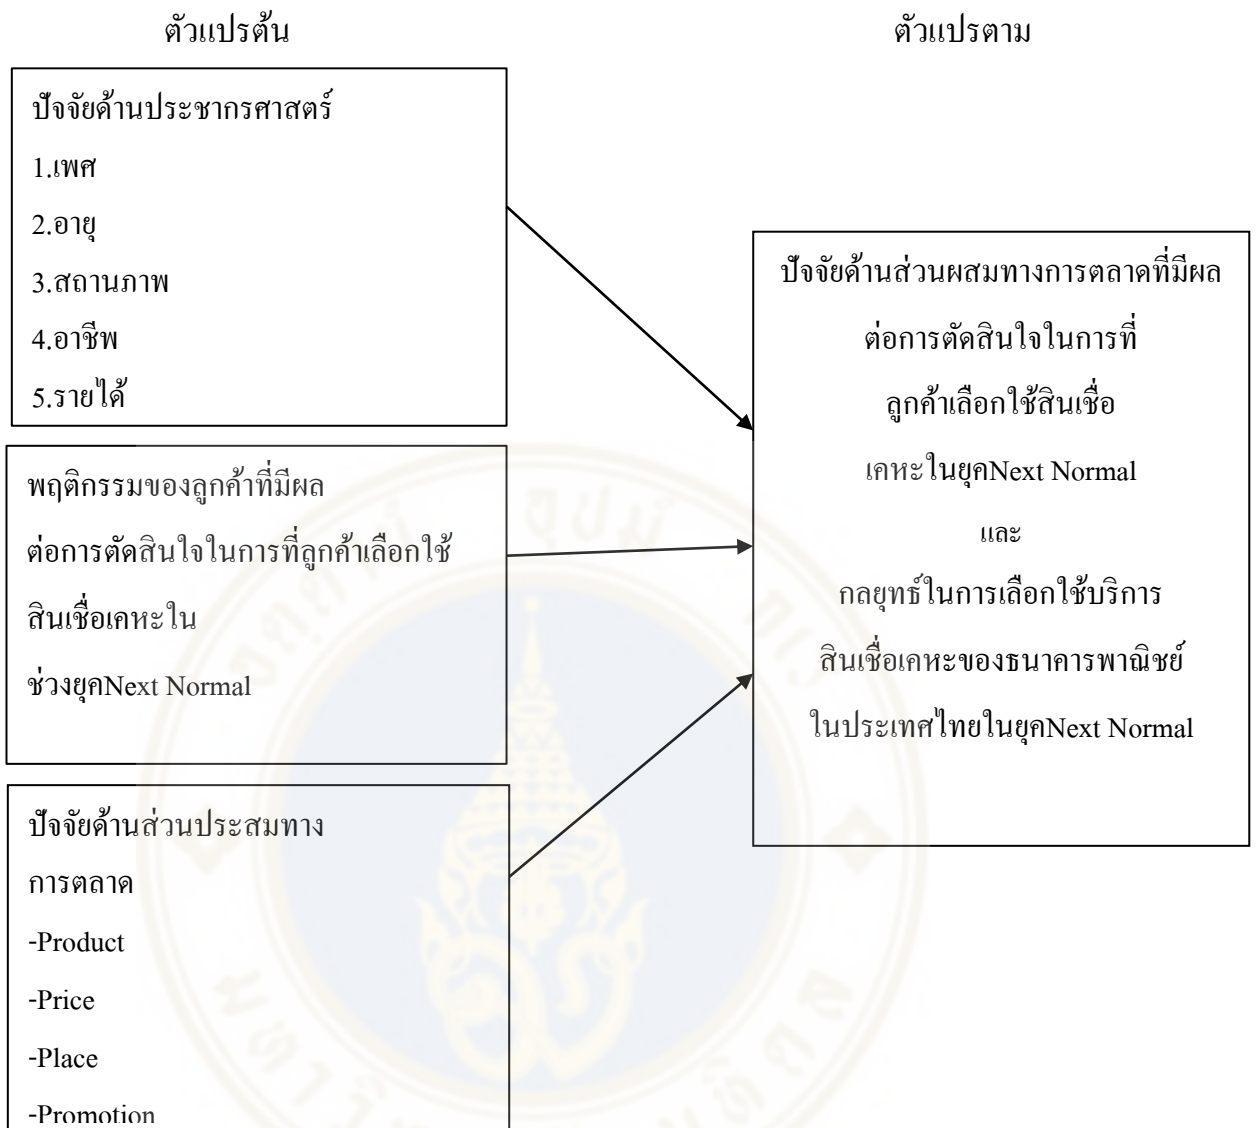 ตัวแปรต้น
ตัวแปรตาม
ปัจจัยด้านประชากรศาสตร์
1.เพศ
2.อายุ
3.สถานภาพ
4.อาชีพ
5.รายได้
พฤติกรรมของลูกค้าที่มีผล
ต่อการตัดสินใจในการที่ลูกค้าเลือกใช้
สินเชื่อเคหะใน
ช่วงยุคNext Normal
ปัจจัยด้านส่วนประสมทาง
การตลาด
-Product
-Price
-Place
-Promotion
ปัจจัยด้านส่วนผสมทางการตลาดที่มีผล
ต่อการตัดสินใจในการที่
ลูกค้าเลือกใช้สินเชื่อ
เคหะในยุคNext Normal
และ
กลยุทธ์ในการเลือกใช้บริการ
สินเชื่อเคหะของธนาคารพาณิชย์
ในประเทศไทยในยุคNext Normal